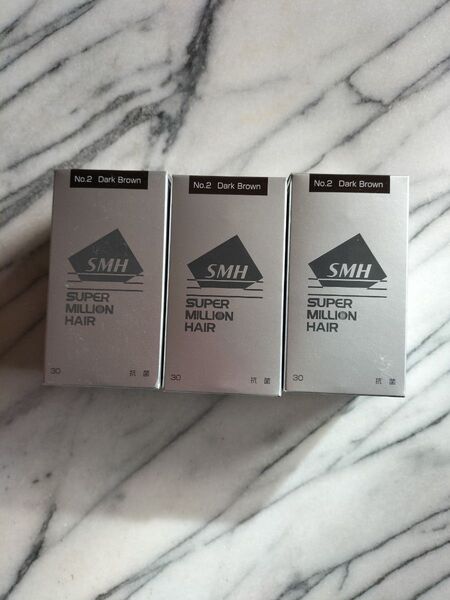 No.2 Dark Brown
SMH
SUPER
MILLION
HAIR
30 抗菌
No.2 Dark Brown
SMH
SUPER
MILLION
HAIR
30 抗菌
No.2 Dark Brown
SMH
SUPER
MILLION
HAIR
30 抗菌